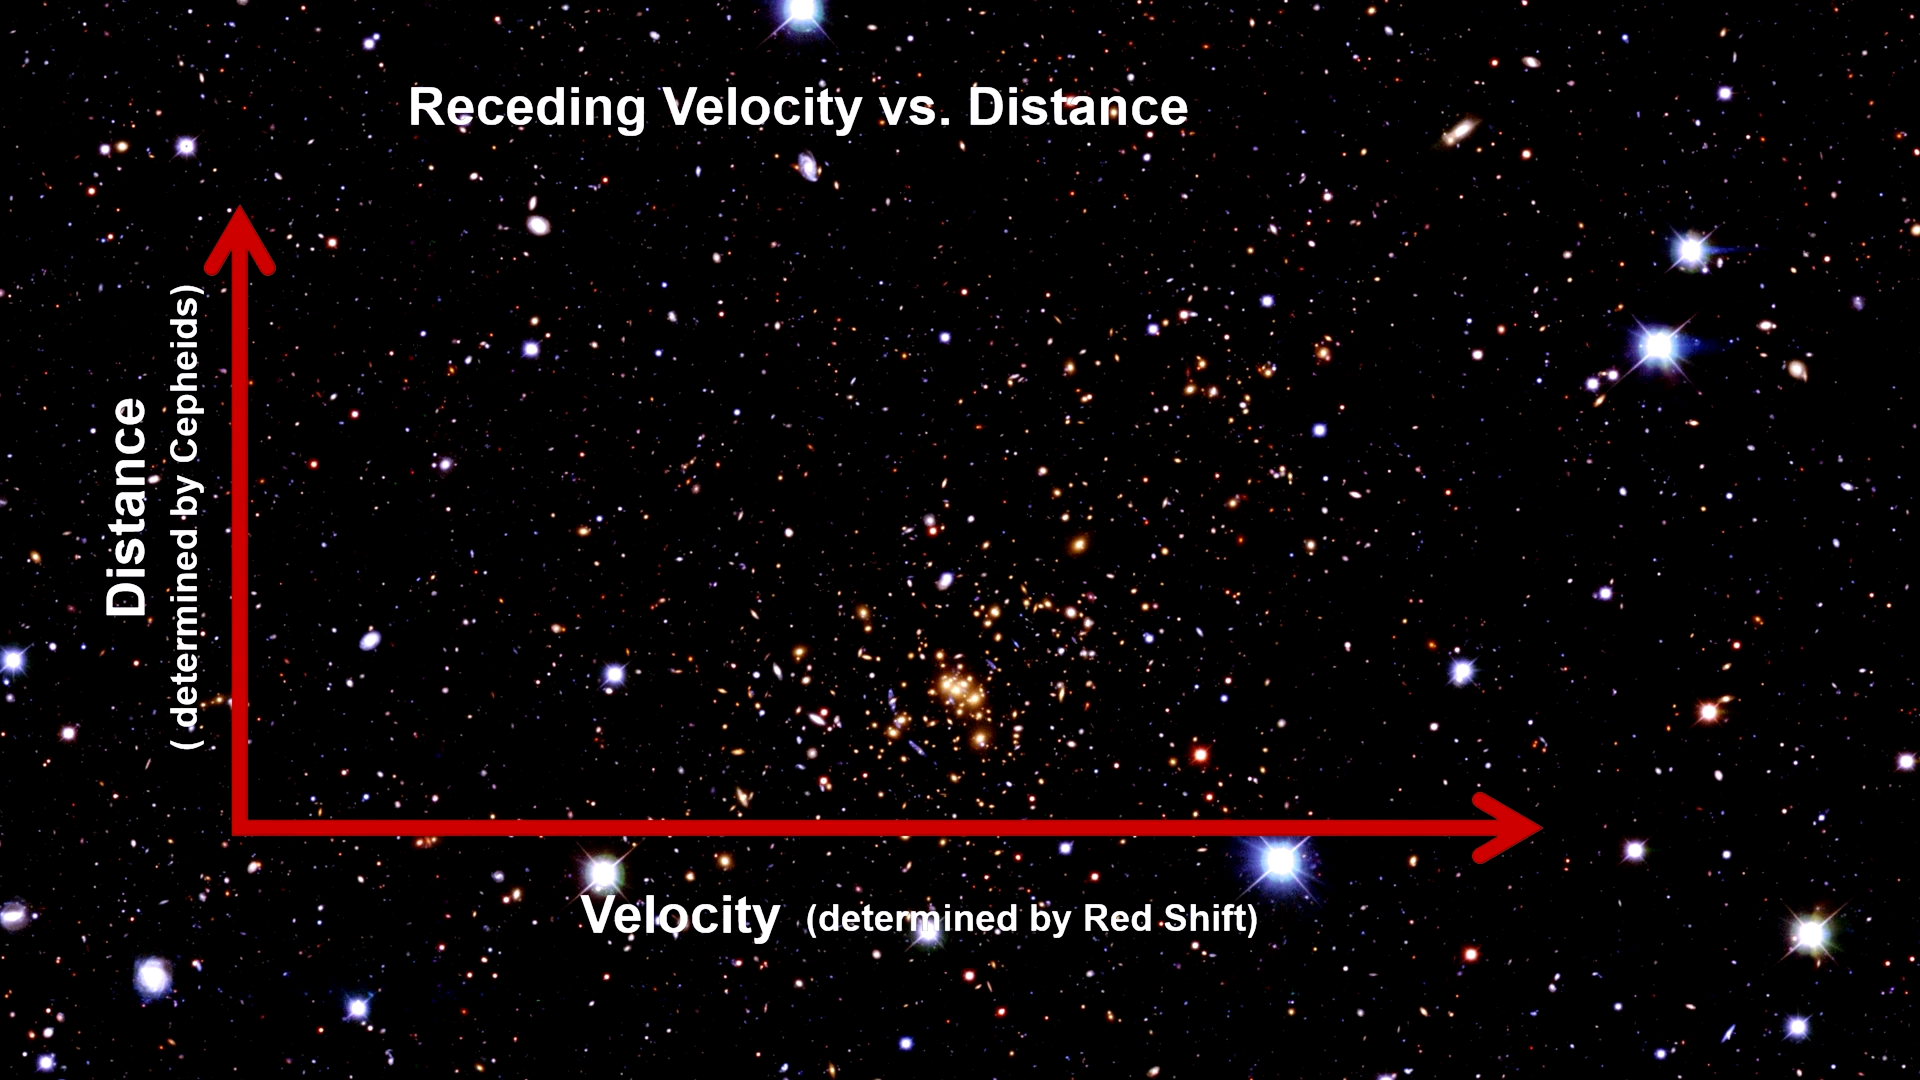 Receding Velocity vs. Distance
Distance
( determined by Cepheids)
Velocity (determined by Red Shift)